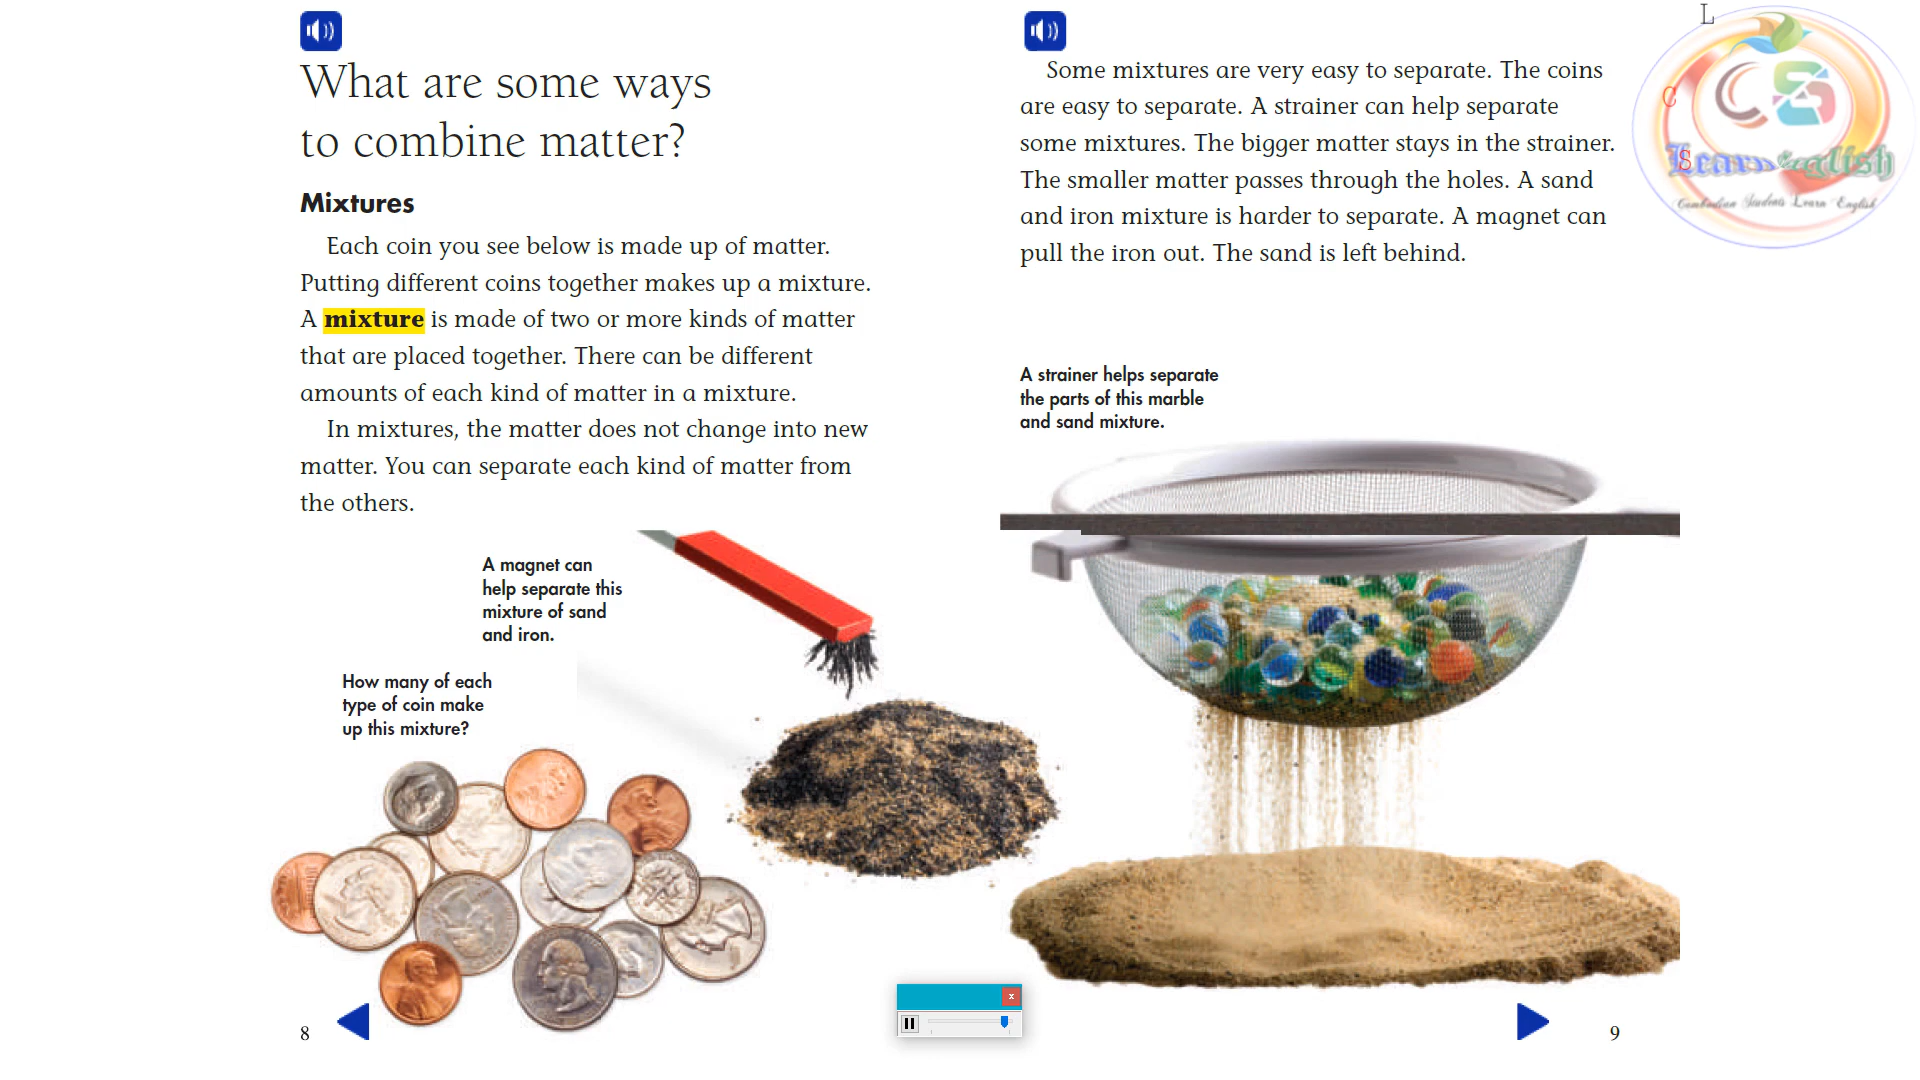 What are some ways
to combine matter?
Mixtures
Each coin you see below is made up of matter.
Putting different coins together makes up a mixture.
A mixture is made of two or more kinds of matter
that are placed together. There can be different
amounts of each kind of matter in a mixture.
In mixtures, the matter does not change into new
matter. You can separate each kind of matter from
the others.
A magnet can
help separate this
mixture of sand
and iron.
How many of each
type of coin make
up this mixture?
8
Some mixtures are very easy to separate. The coins
are easy to separate. A strainer can help separate
some mixtures. The bigger matter stays in the strainer.
The smaller matter passes through the holes. A sand
and iron mixture is harder to separate. A magnet can
pull the iron out. The sand is left behind.
A strainer helps separate
the parts of this marble
and sand mixture.
9
L
C
S
CS
Learn English
Cambodian Students Learn English
x